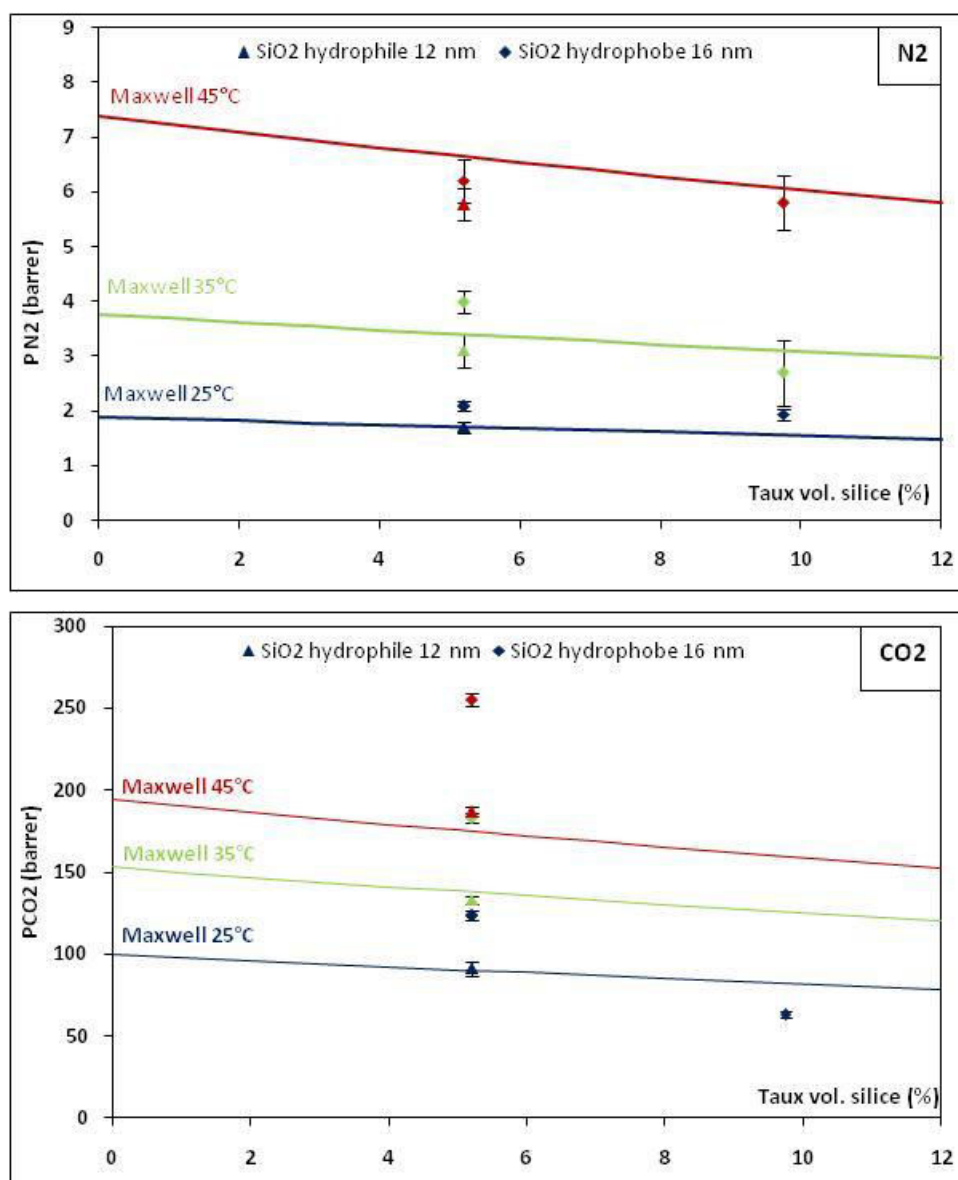 9
8
7
6
5
4
3
2
1
0
PN2 (barrer)
SiO2 hydrophile 12 nm
SiO2 hydrophobe 16 nm
N2
Maxwell 45°C
Maxwell 35°C
Maxwell 25°C
Taux vol. silice (%)
0 2 4 6 8 10 12
300
250
200
150
100
50
0
PCO2 (barrer)
SiO2 hydrophile 12 nm
SiO2 hydrophobe 16 nm
CO2
Maxwell 45°C
Maxwell 35°C
Maxwell 25°C
Taux vol. silice (%)
0 2 4 6 8 10 12